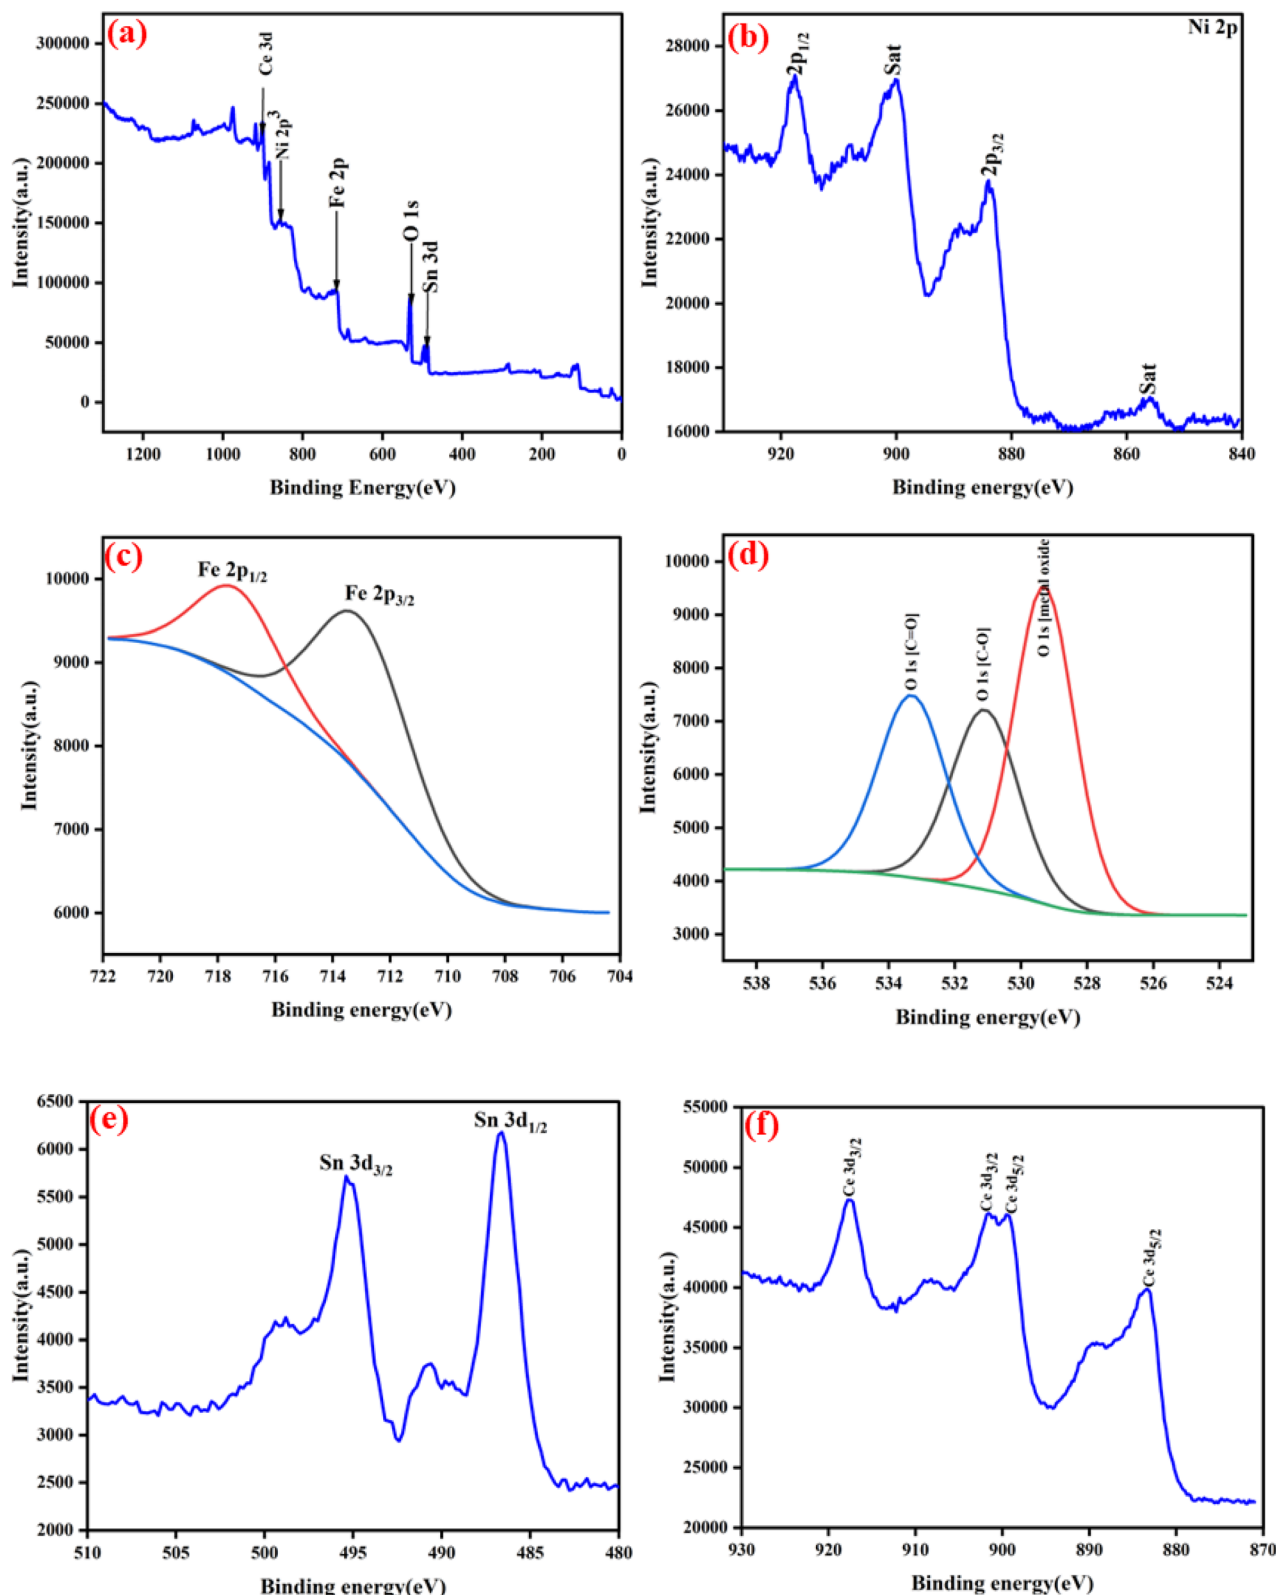 (a)
Intensity(a.u.)
300000
250000
200000
150000
100000
50000
0
Ce 3d
Ni 2p3
Fe 2p
O 1s
Sn 3d
1200 1000 800 600 400 200 0
Binding Energy(eV)
(b)
Ni 2p
Intensity(a.u.)
28000
26000
24000
22000
20000
18000
16000
2p1/2
Sat
2p3/2
Sat
920 900 880 860 840
Binding energy(eV)
(c)
Intensity(a.u.)
10000
9000
8000
7000
6000
Fe 2p1/2
Fe 2p3/2
722 720 718 716 714 712 710 708 706 704
Binding energy(eV)
(d)
Intensity(a.u.)
10000
9000
8000
7000
6000
5000
4000
3000
O 1s [C=O]
O 1s [C-O]
O 1s [metal oxide
538 536 534 532 530 528 526 524
Binding energy(eV)
(e)
Intensity(a.u.)
6500
6000
5500
5000
4500
4000
3500
3000
2500
2000
Sn 3d3/2
Sn 3d1/2
510 505 500 495 490 485 480
Binding energy(eV)
(f)
Intensity(a.u.)
55000
50000
45000
40000
35000
30000
25000
20000
Ce 3d3/2
Ce 3d3/2
Ce 3d5/2
Ce 3d5/2
930 920 910 900 890 880 870
Binding energy(eV)